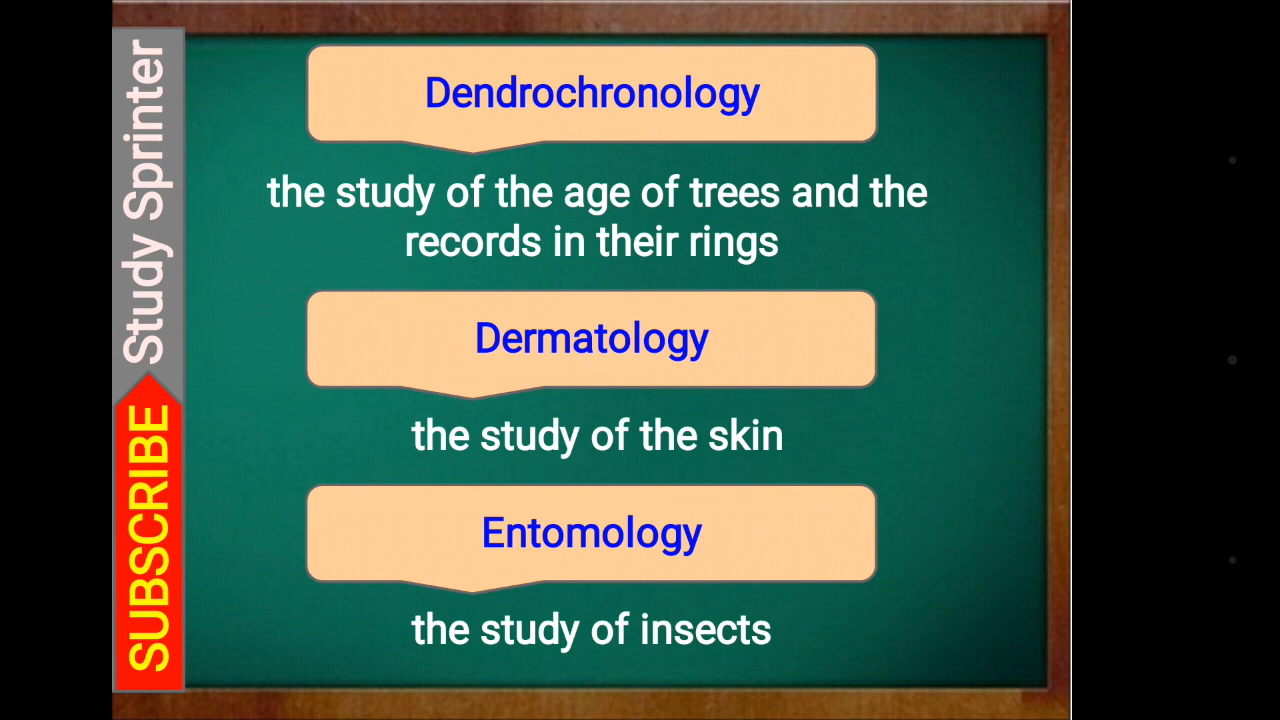 Dendrochronology
the study of the age of trees and the
records in their rings
Dermatology
the study of the skin
Entomology
the study of insects
Study Sprinter
SUBSCRIBE